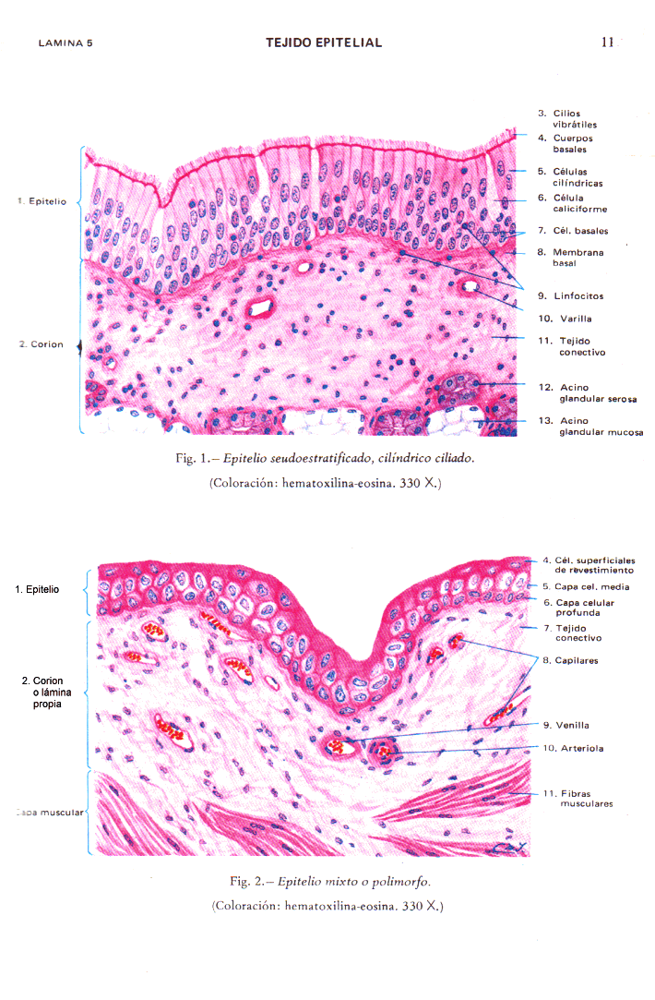 LAMINA 5
TEJIDO EPITELIAL
11
1. Epitelio
2. Corion
3. Cilios
vibrátiles
4. Cuerpos
basales
5. Células
cilíndricas
6. Célula
caliciforme
7. Cél. basales
8. Membrana
basal
9. Linfocitos
10. Varilla
11. Tejido
conectivo
12. Acino
glandular serosa
13. Acino
glandular mucosa
Fig. 1.— Epitelio seudoestratificado, cilíndrico ciliado.
(Coloración: hematoxilina-eosina. 330 X.)
1. Epitelio
2. Corion
o lámina
propia
capa muscular
4. Cél. superficiales
de revestimiento
5. Capa cel. media
6. Capa celular
profunda
7. Tejido
conectivo
8. Capilares
9. Venilla
10. Arteriola
11. Fibras
musculares
Fig. 2.— Epitelio mixto o polimorfo.
(Coloración: hematoxilina-eosina. 330 X.)